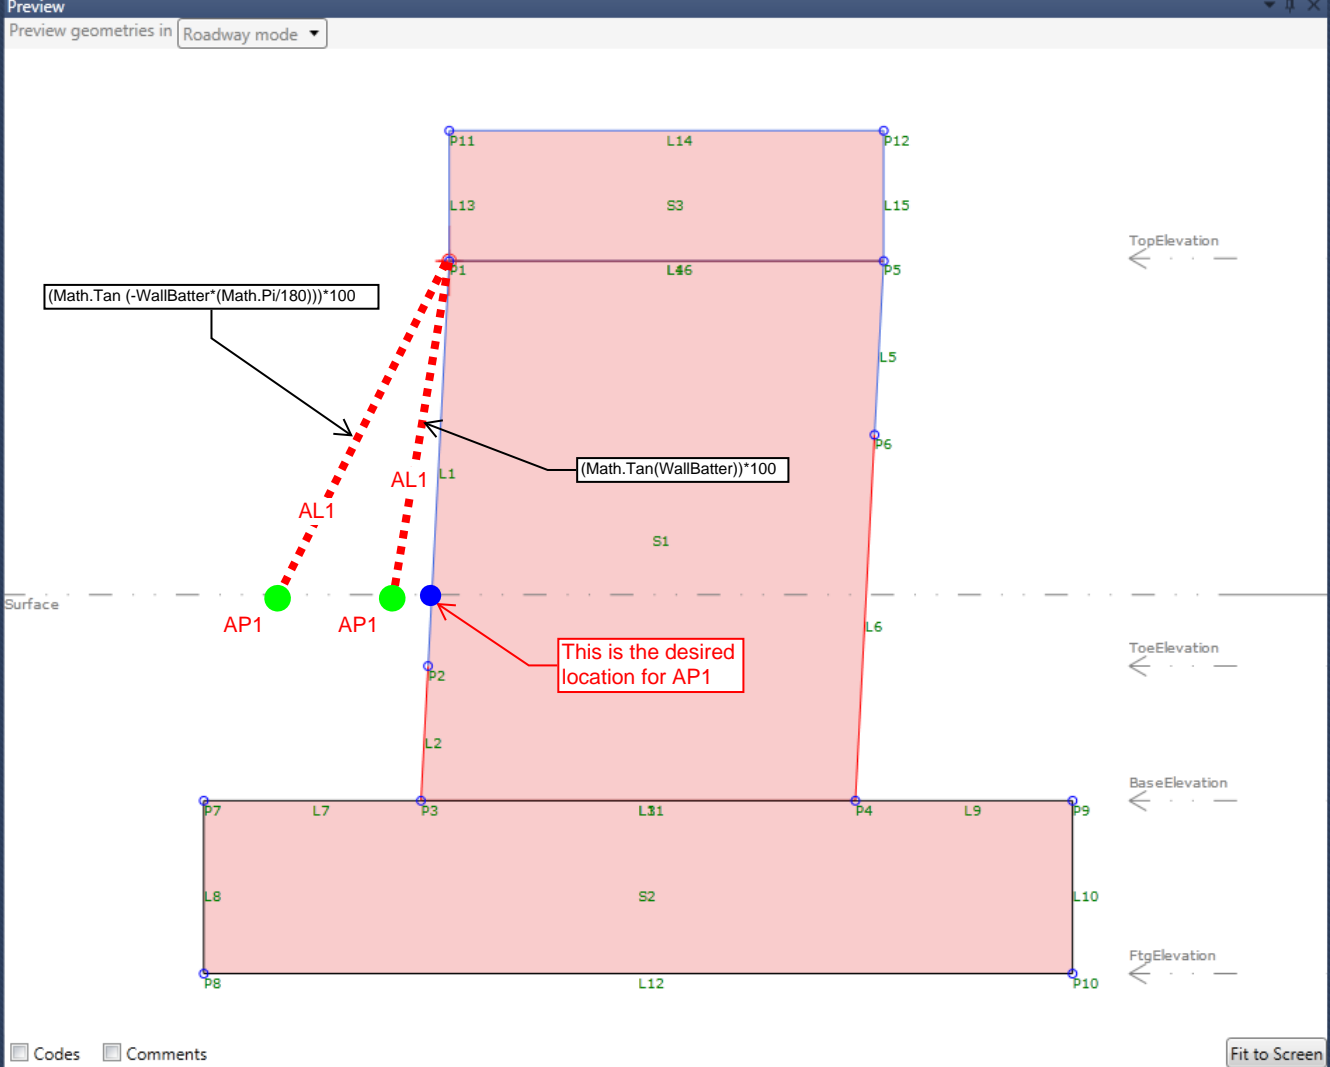 Preview
Preview geometries in Roadway mode
P11 L14 P12
L13 S3 L15
TopElevation
P1 P5
(Math.Tan (-WallBatter*(Math.Pi/180)))*100
L5
P6
(Math.Tan(WallBatter))*100
AL1 L1
AL1
S1
Surface
AP1 AP1 L6
This is the desired
location for AP1
ToeElevation
P2
L2
BaseElevation
P7 L7 P3 P4 L9 P9
L8 S2 L10
FtgElevation
P8 L12 P10
Codes Comments Fit to Screen